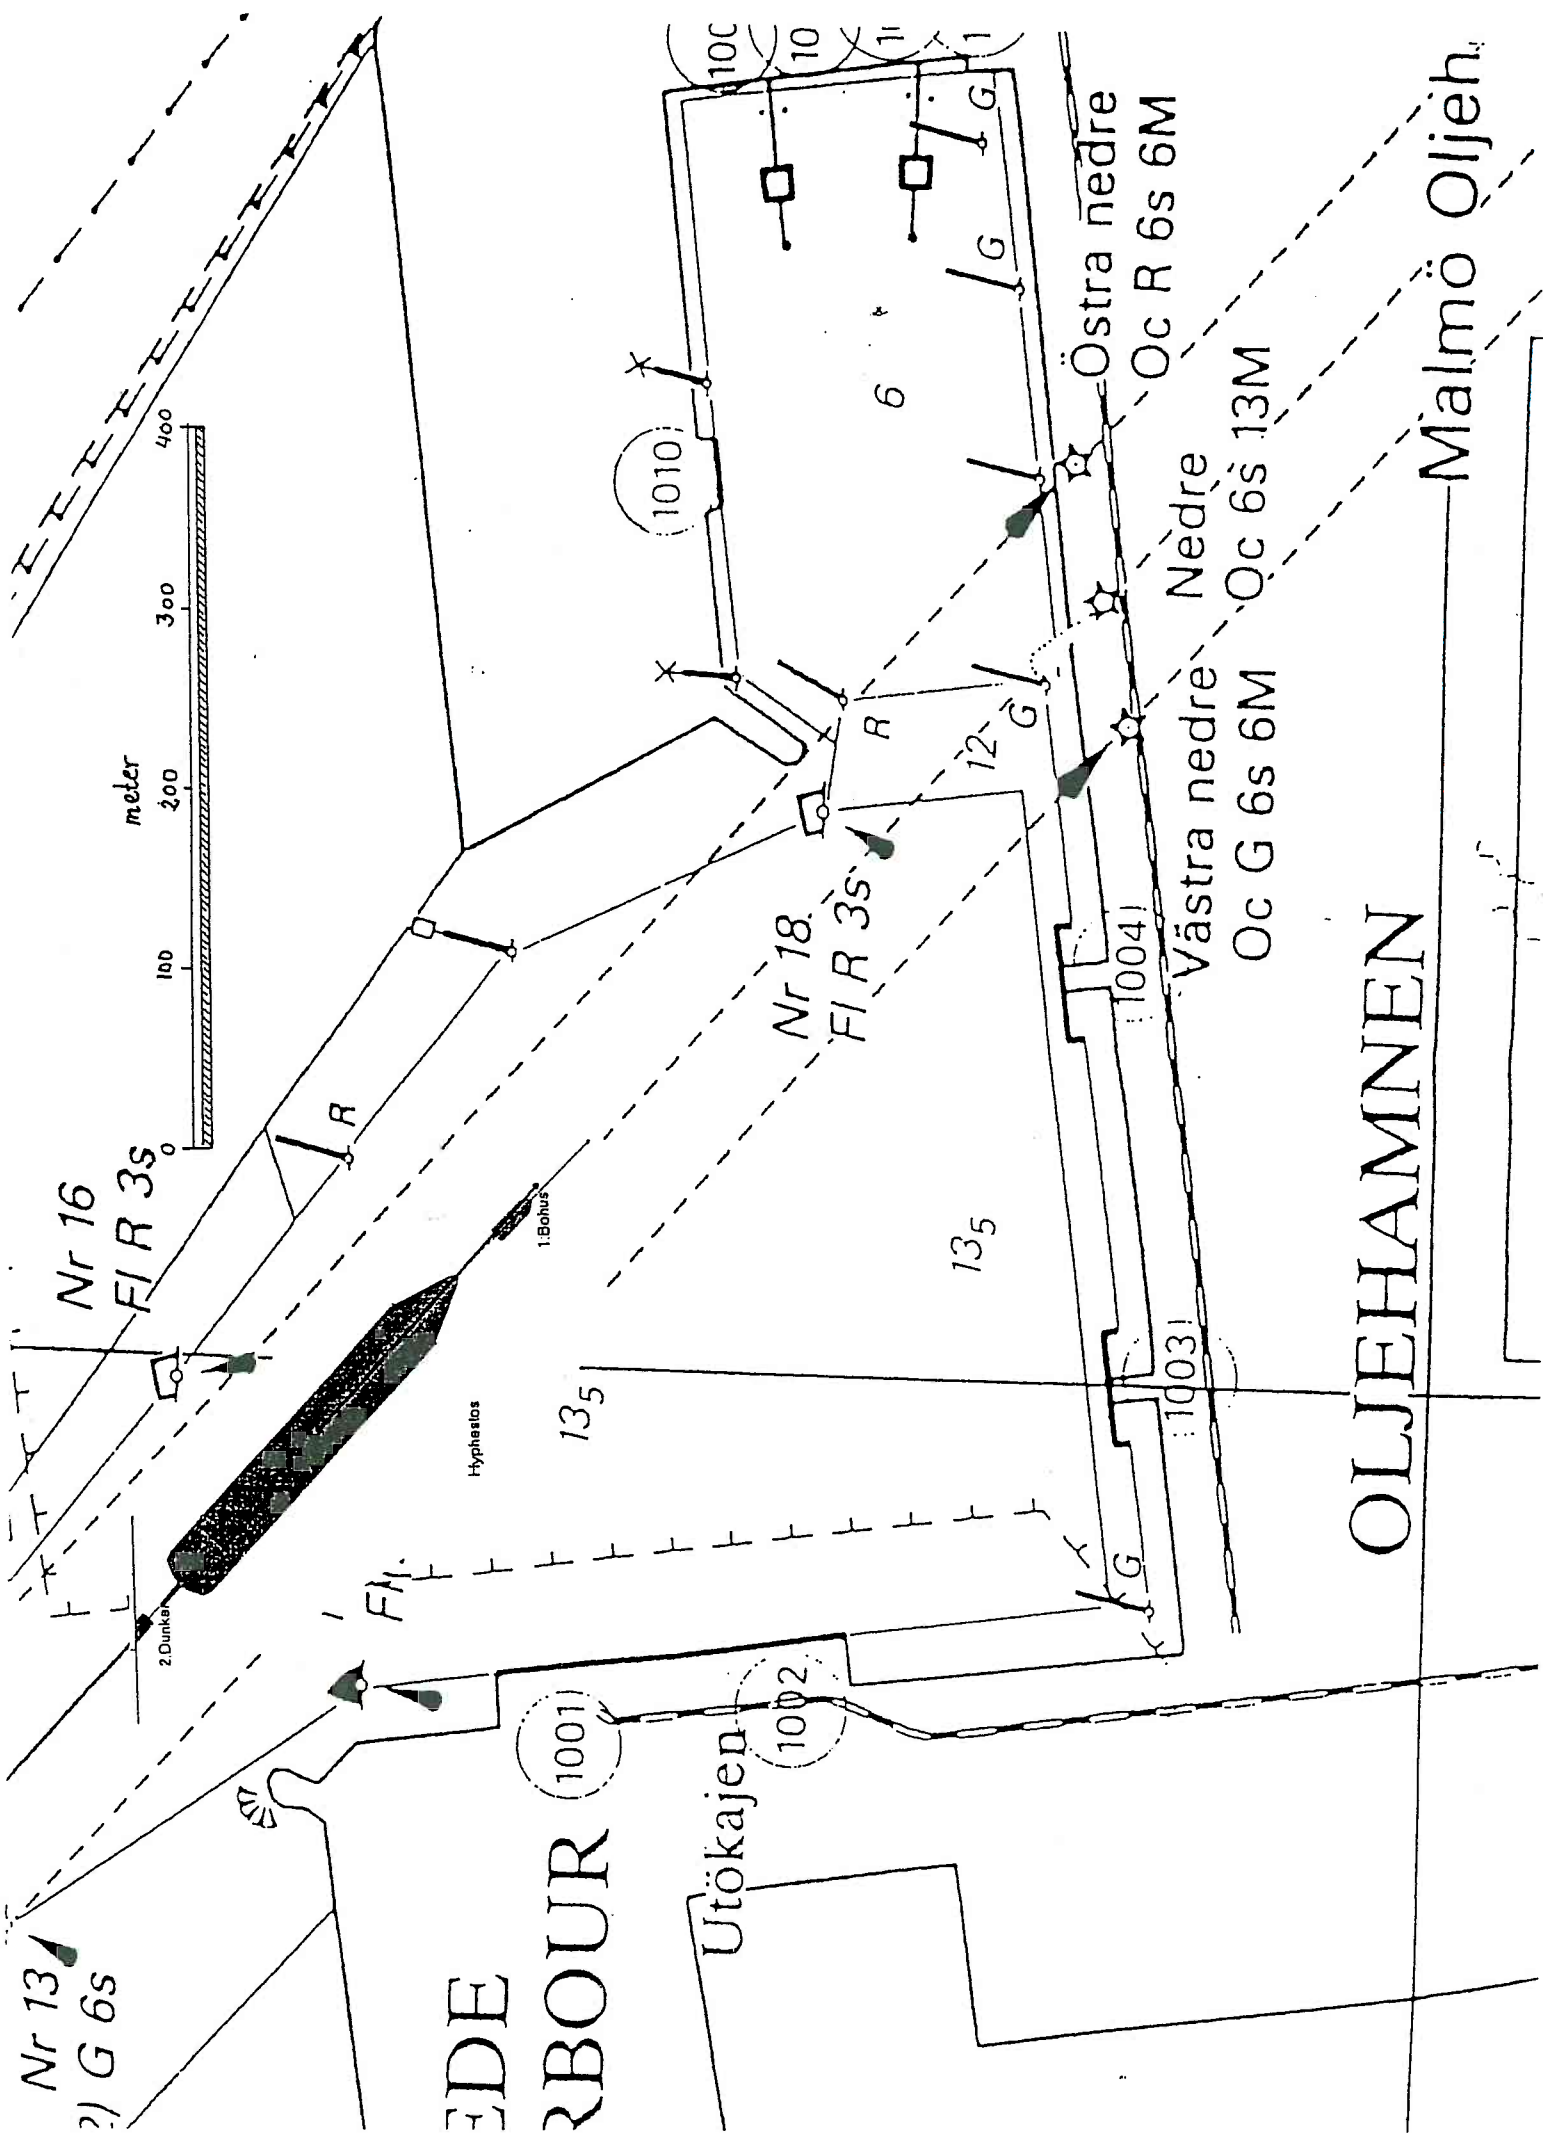 Nr 16
Fl R 3s
meter
0
100
200
300
400
R
1010
10
G
G
6
Östra nedre
Oc R 6s 6M
Nedre
Oc 6s 13M
Västra nedre
Oc G 6s 6M
Malmö Oljeh.
R
12
G
Nr 18
Fl R 3s
1:Bohus
2.Dunker
Hyphestos
13₅
13₅
1004
1003
G
OLJEHAMNEN
1001
1002
Utökajen
Nr 13
G 6s
EDE
RBOUR